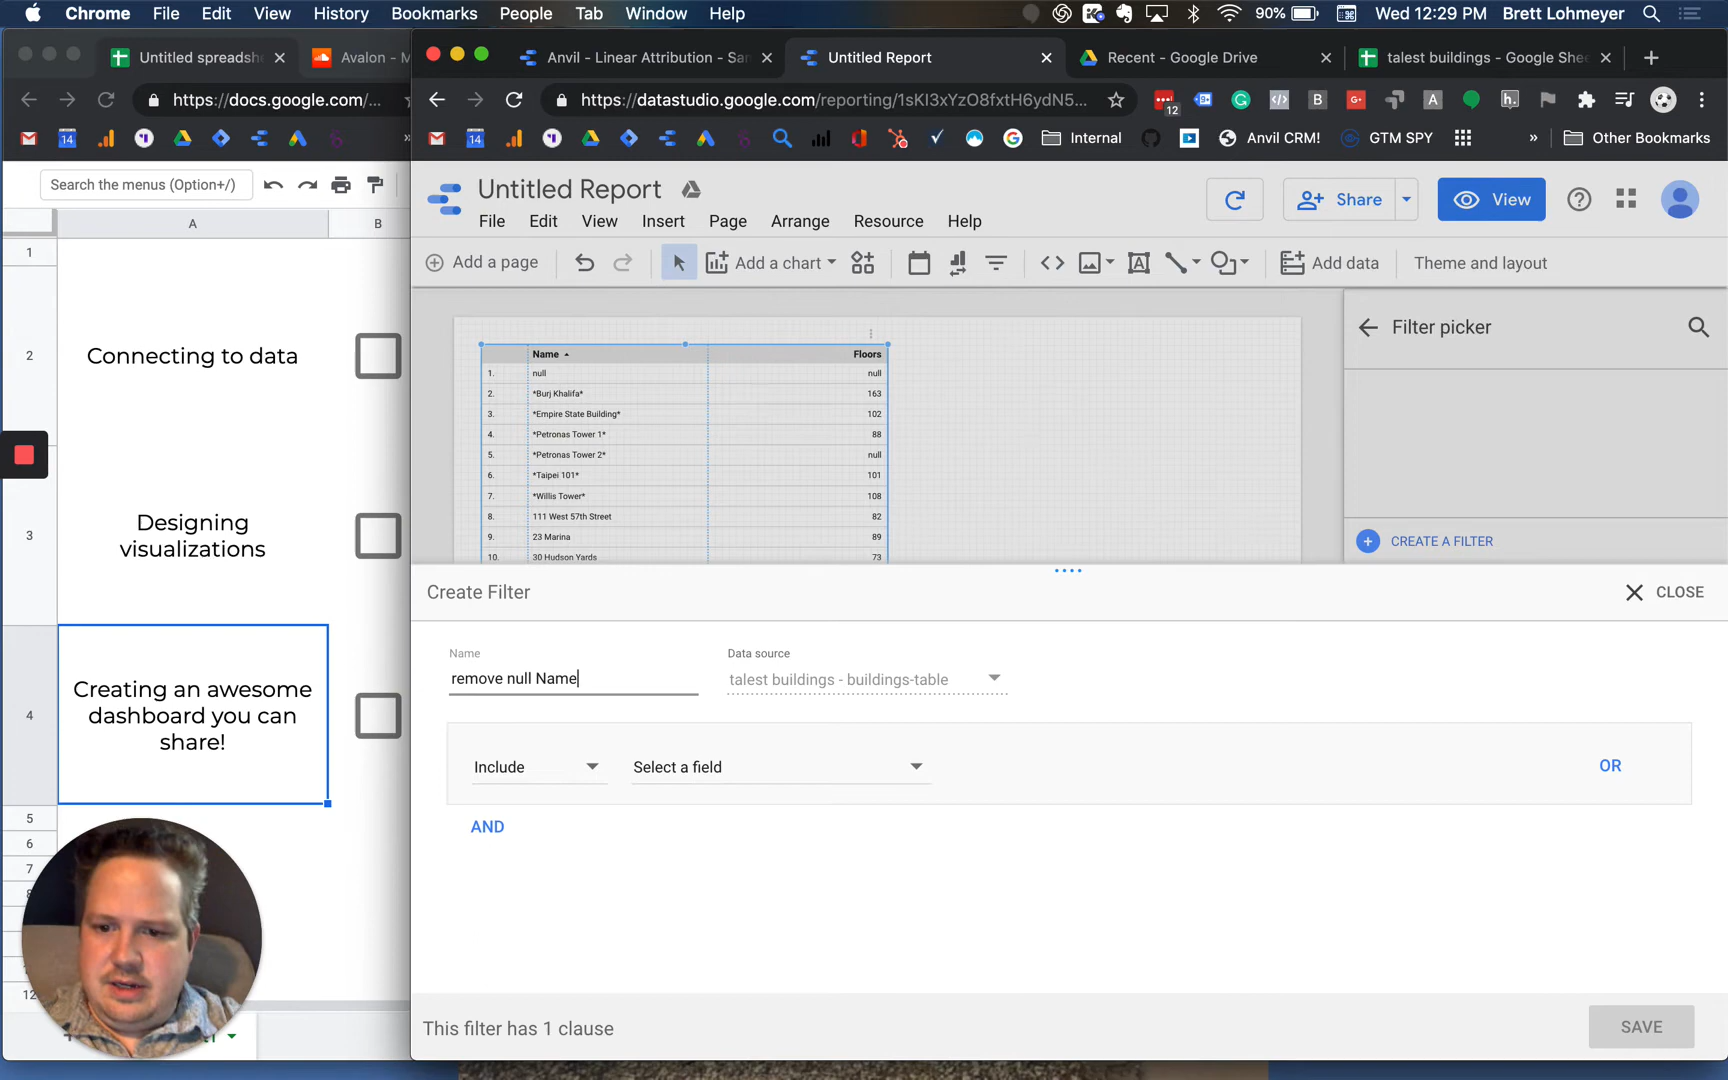 Chrome File Edit View History Bookmarks People Tab Window Help 90% Wed 12:29 PM Brett Lohmeyer
Untitled spreadsh
Avalon - M
https://docs.google.com/...
14
Search the menus (Option+/)
A B
1
2 Connecting to data
3 Designing
visualizations
4 Creating an awesome
dashboard you can
share!
5
6
7
12
Anvil - Linear Attribution - Sam
Untitled Report
Recent - Google Drive
talest buildings - Google Shee
https://datastudio.google.com/reporting/1sKI3xYzO8fxtH6ydN5...
12
14 Internal Anvil CRM! GTM SPY » Other Bookmarks
Untitled Report
Share View
File Edit View Insert Page Arrange Resource Help
Add a page Add a chart Add data Theme and layout
Name Floors
1. null null
2. *Burj Khalifa* 163
3. *Empire State Building* 102
4. *Petronas Tower 1* 88
5. *Petronas Tower 2* null
6. *Taipei 101* 101
7. *Willis Tower* 108
8. 111 West 57th Street 82
9. 23 Marina 89
10. 30 Hudson Yards 73
Filter picker
CREATE A FILTER
Create Filter
CLOSE
Name
remove null Name
Data source
talest buildings - buildings-table
Include Select a field OR
AND
This filter has 1 clause
SAVE